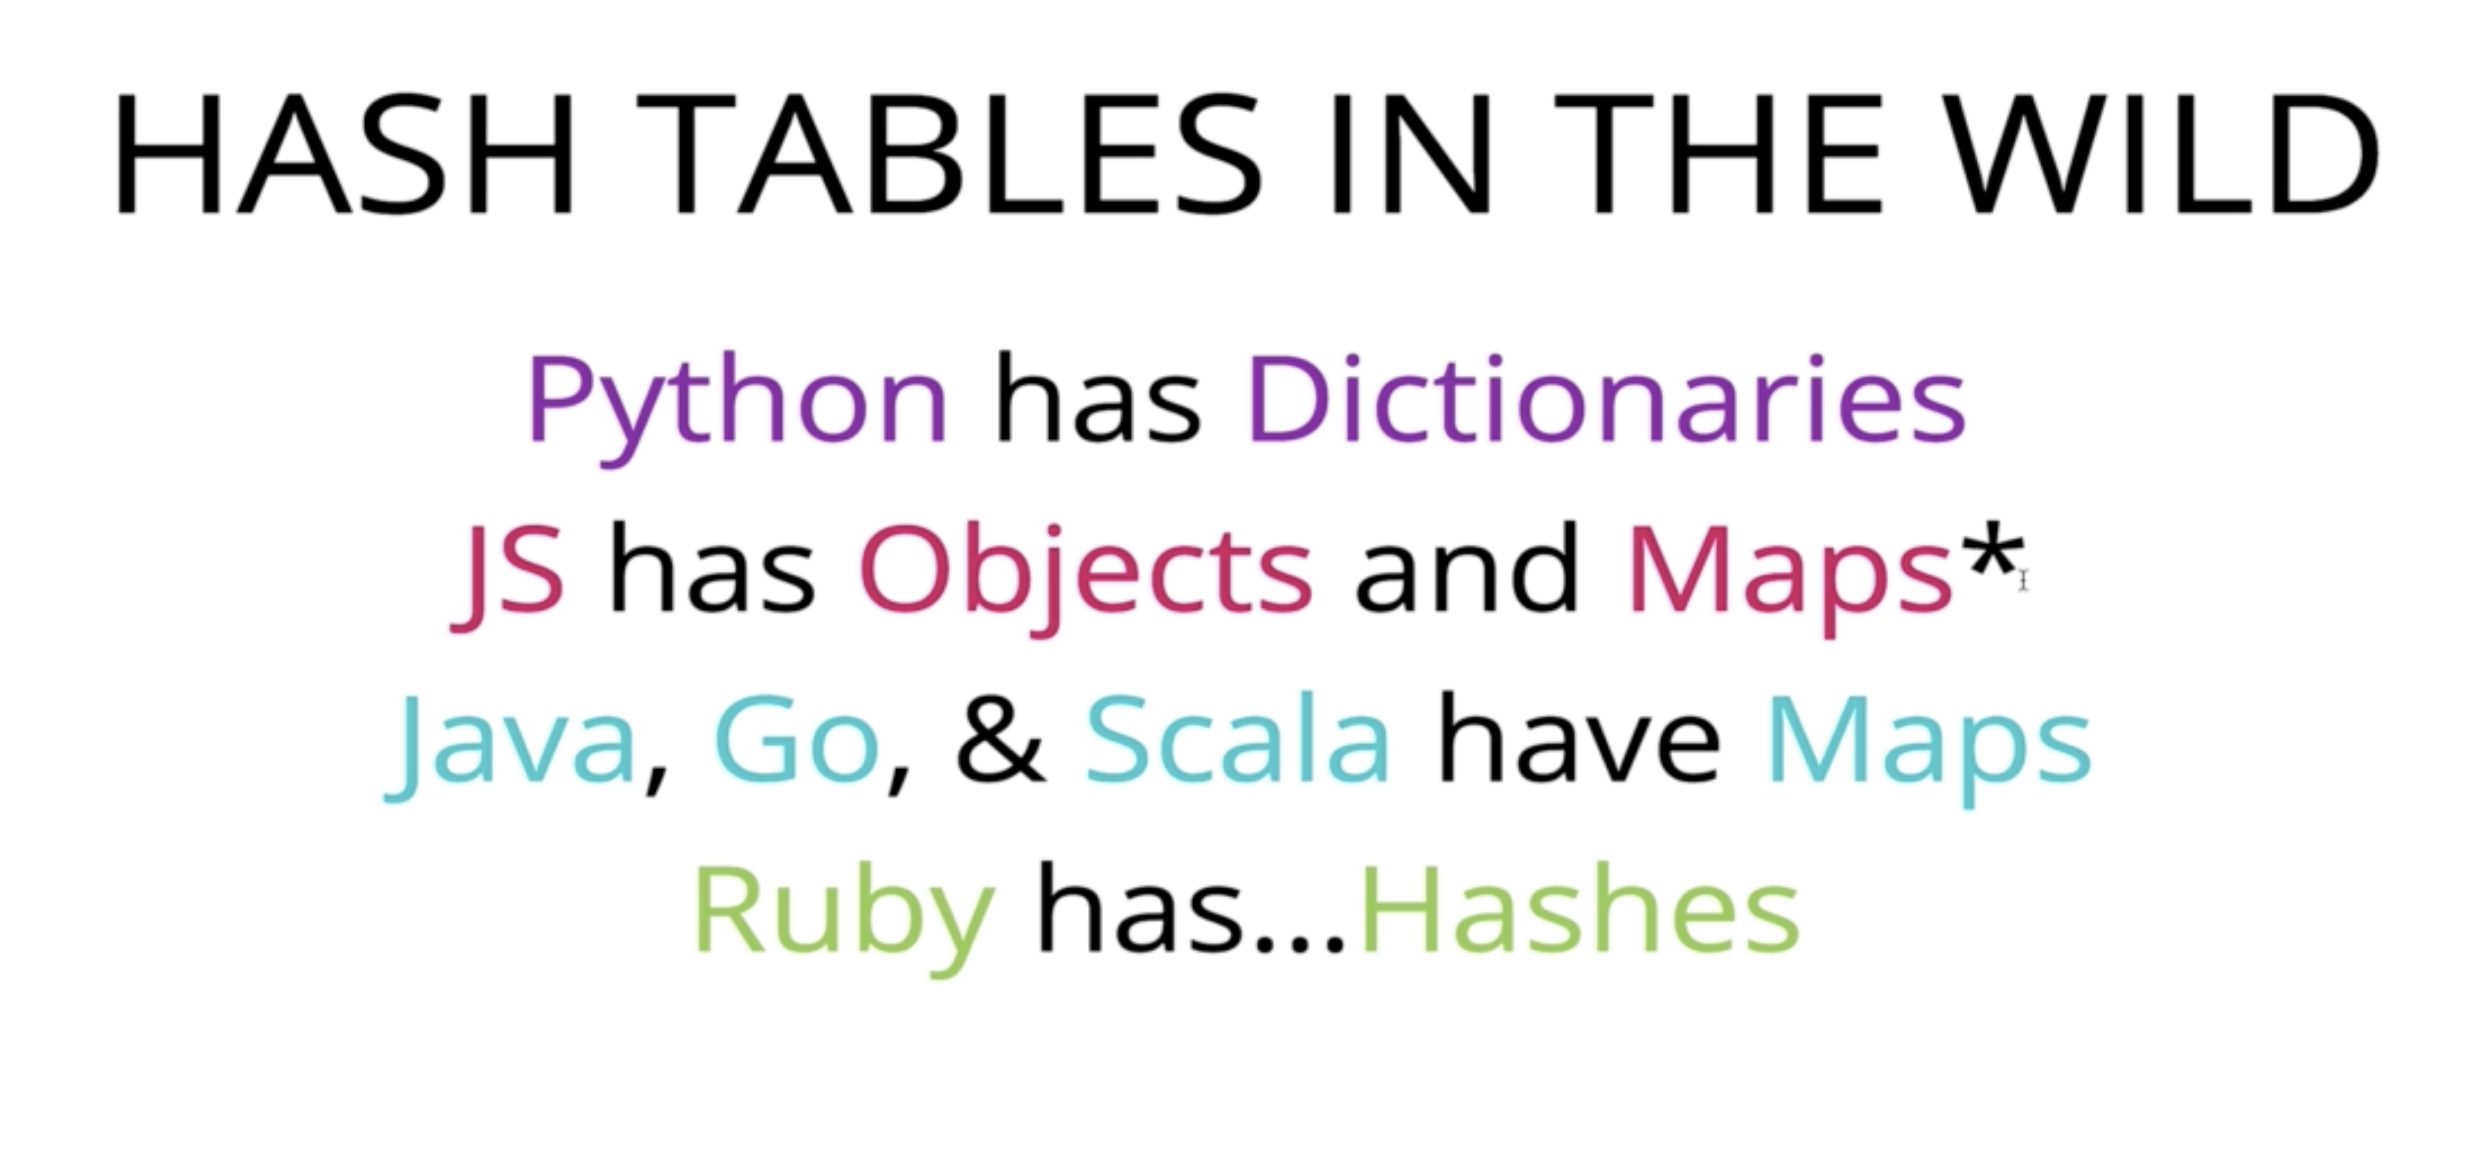 HASH TABLES IN THE WILD
Python has Dictionaries
JS has Objects and Maps*
Java, Go, & Scala have Maps
Ruby has...Hashes